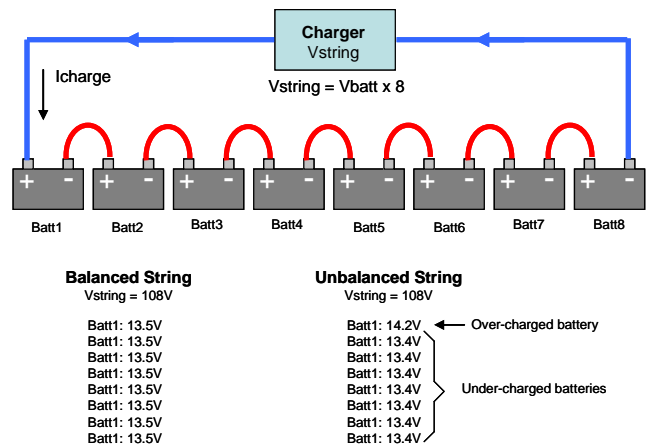 Charger
Vstring
Icharge
Vstring = Vbatt x 8
+ - + - + - + - + - + - + - + -
Batt1 Batt2 Batt3 Batt4 Batt5 Batt6 Batt7 Batt8
Balanced String
Vstring = 108V
Batt1: 13.5V
Batt1: 13.5V
Batt1: 13.5V
Batt1: 13.5V
Batt1: 13.5V
Batt1: 13.5V
Batt1: 13.5V
Batt1: 13.5V
Unbalanced String
Vstring = 108V
Batt1: 14.2V
Over-charged battery
Batt1: 13.4V
Batt1: 13.4V
Batt1: 13.4V
Batt1: 13.4V
Batt1: 13.4V
Batt1: 13.4V
Batt1: 13.4V
Under-charged batteries